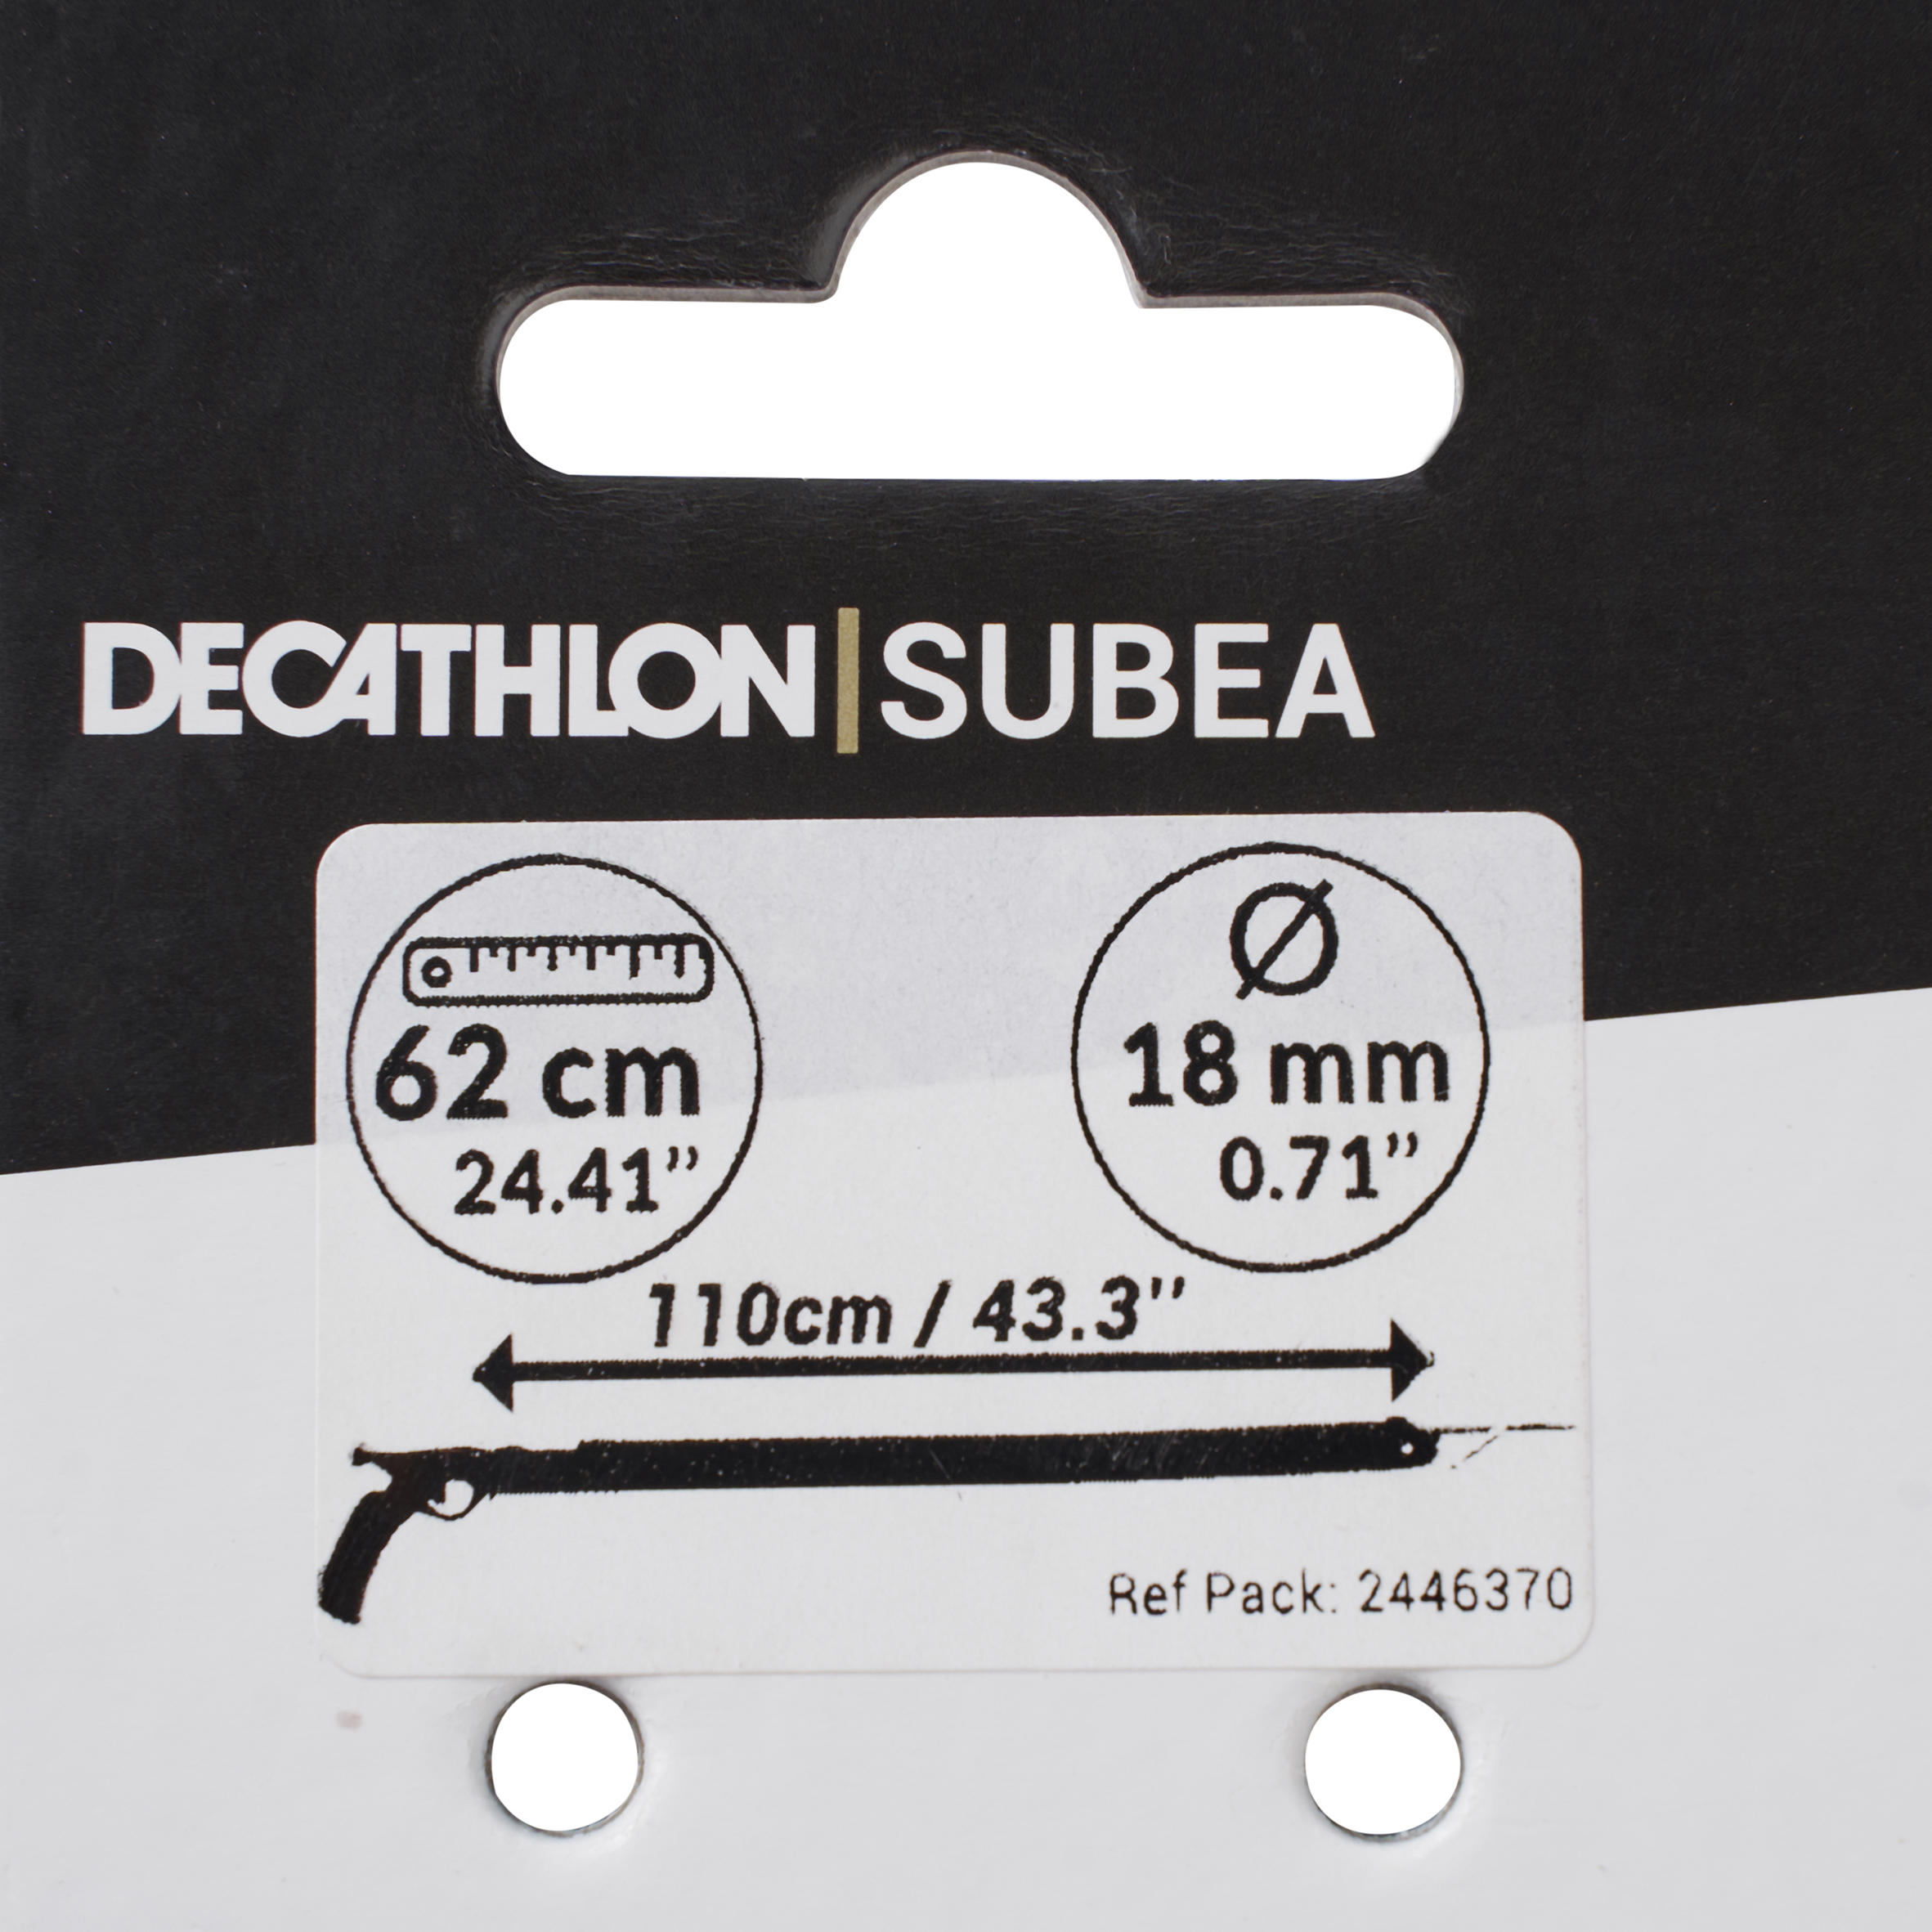 DECATHLON|SUBEA
62 cm
24.41”
Ø
18 mm
0.71”
110cm / 43.3"
Ref Pack: 2446370